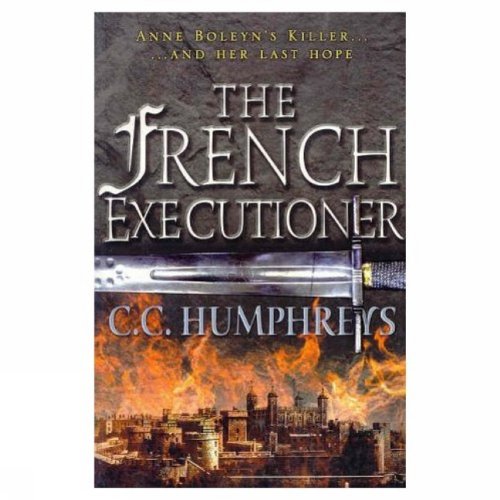 ANNE BOLEYN'S KILLER...
...AND HER LAST HOPE
THE
FRENCH
EXECUTIONER
C.C. HUMPHREYS